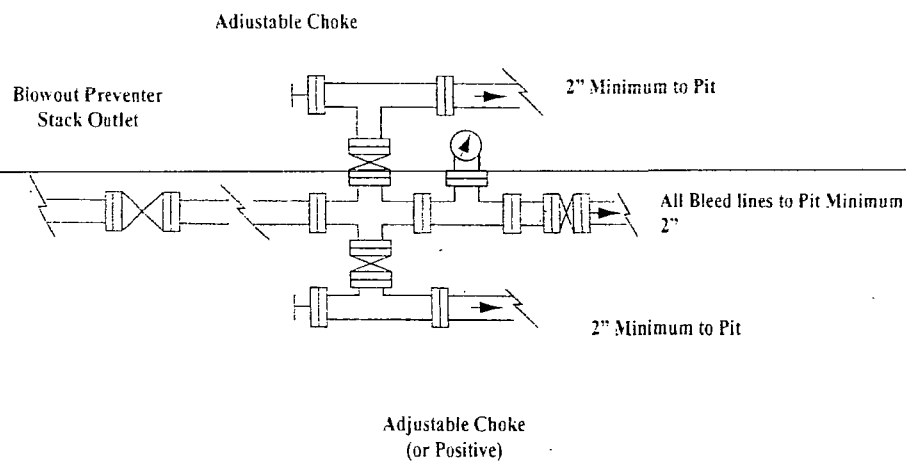 Adjustable Choke
Blowout Preventer
Stack Outlet
2” Minimum to Pit
All Bleed lines to Pit Minimum
2”
2” Minimum to Pit
Adjustable Choke
(or Positive)